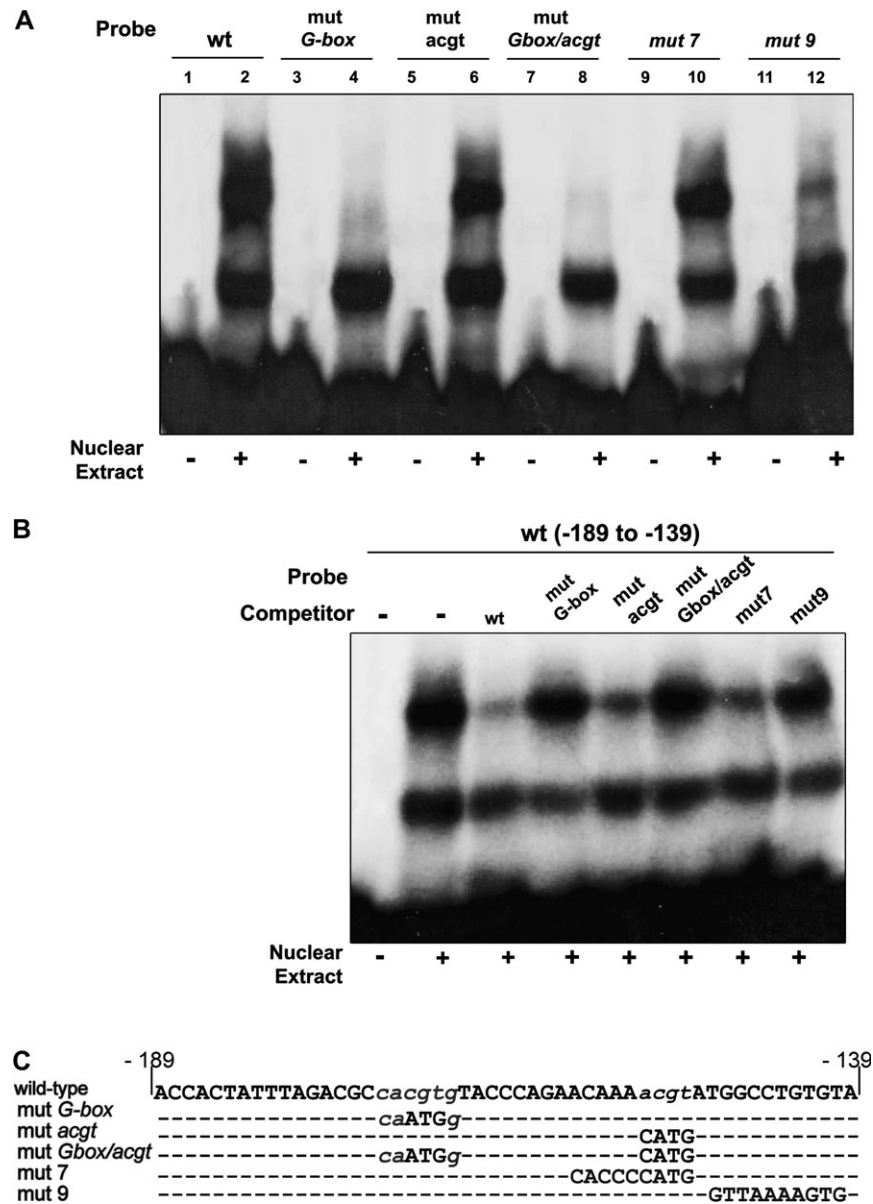 A
Probe
wt
mut G-box
mut acgt
mut Gbox/acgt
mut 7
mut 9
1 2 3 4 5 6 7 8 9 10 11 12
Nuclear Extract
- + - + - + - + - + - +
B
wt (-189 to -139)
Probe
Competitor
- - wt mut G-box mut acgt mut Gbox/acgt mut7 mut9
Nuclear Extract
- + + + + + + +
C
- 189 - 139
wild-type ACCACTATTTAGACGCcacgtgTACCCAGAACAAAacgtATGGCCTGTGTA
mut G-box caATGg
mut acgt CATG
mut Gbox/acgt caATGg CATG
mut 7 CACCCCATG
mut 9 GTTAAAAGTG